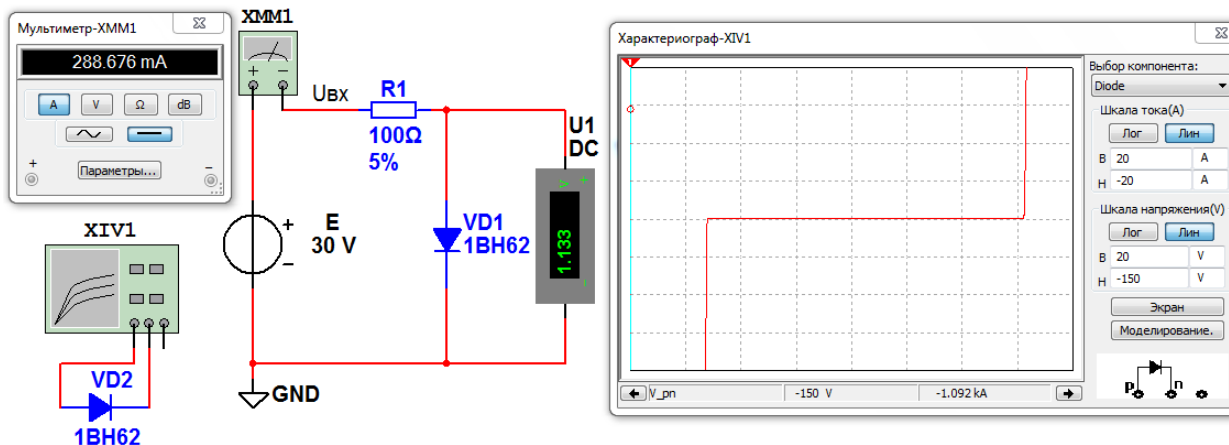 Мультиметр-XMM1
288.676 mA
A
V
Ω
dB
+
-
Параметры...
XMM1
+
-
Uвх
R1
100Ω
5%
U1
DC
V
+
1.133
-
VD1
1BH62
E
30 V
+
-
XIV1
VD2
1BH62
GND
Характериограф-XIV1
1
Выбор компонента:
Diode
Шкала тока(А)
Лог
Лин
В
20
A
Н
-20
A
Шкала напряжения(V)
Лог
Лин
В
20
V
Н
-150
V
Экран
Моделирование.
p
n
V_pn
-150 V
-1.092 kA